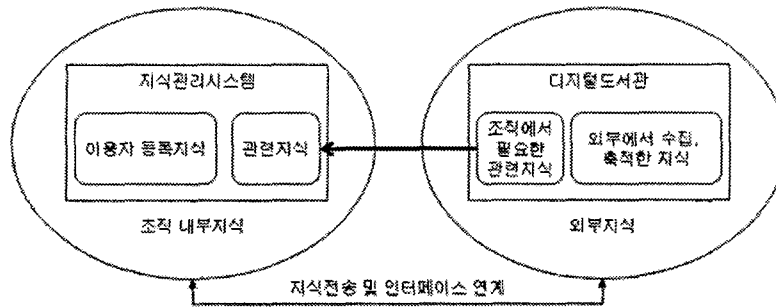 지식관리시스템
이용자 등록지식
관련지식
조직 내부지식
디지털도서관
조직에서
필요한
관련지식
외부에서 수집,
축적한 지식
외부지식
지식전송 및 인터페이스 연계